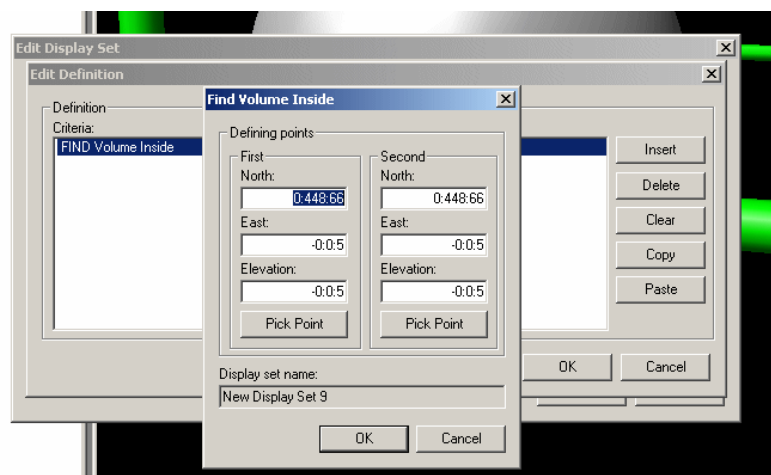 Edit Display Set
Edit Definition
Definition
Criteria:
FIND Volume Inside
Insert
Delete
Clear
Copy
Paste
OK
Cancel
Find Volume Inside
Defining points
First
North:
0:448:66
East:
-0:0:5
Elevation:
-0:0:5
Pick Point
Second
North:
0:448:66
East:
-0:0:5
Elevation:
-0:0:5
Pick Point
Display set name:
New Display Set 9
OK
Cancel